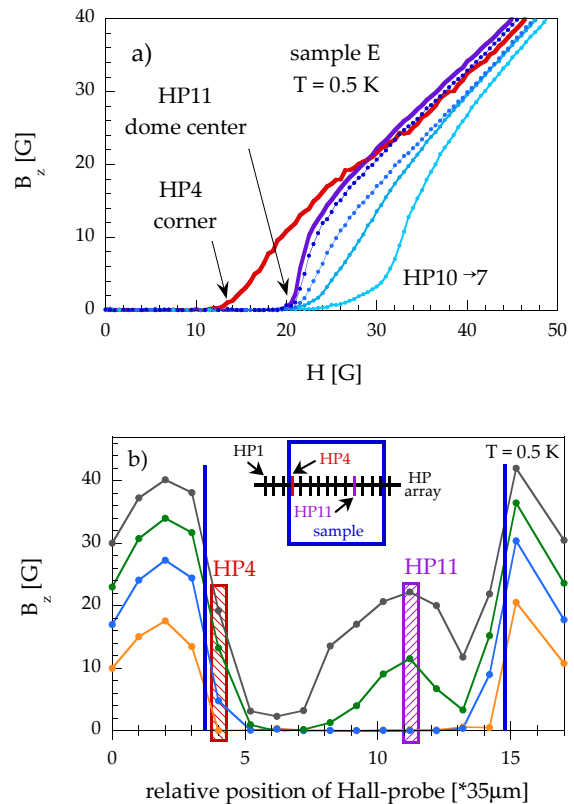 a)
sample E
T = 0.5 K
HP11
dome center
HP4
corner
HP10 →7
B_z [G]
40
30
20
10
0
0 10 20 30 40 50
H [G]
b)
T = 0.5 K
HP1
HP4
HP
array
HP11
sample
HP4
HP11
B_z [G]
40
30
20
10
0
0 5 10 15
relative position of Hall-probe [*35μm]